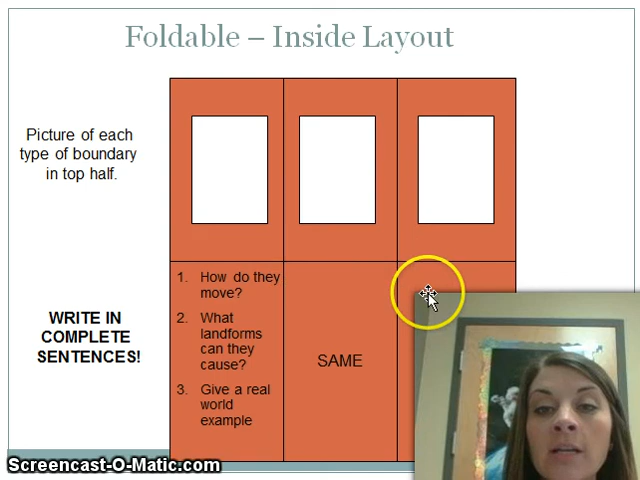 Foldable – Inside Layout
Picture of each
type of boundary
in top half.
WRITE IN
COMPLETE
SENTENCES!
1. How do they
move?
2. What
landforms
can they
cause?
3. Give a real
world
example
SAME
Screencast-O-Matic.com